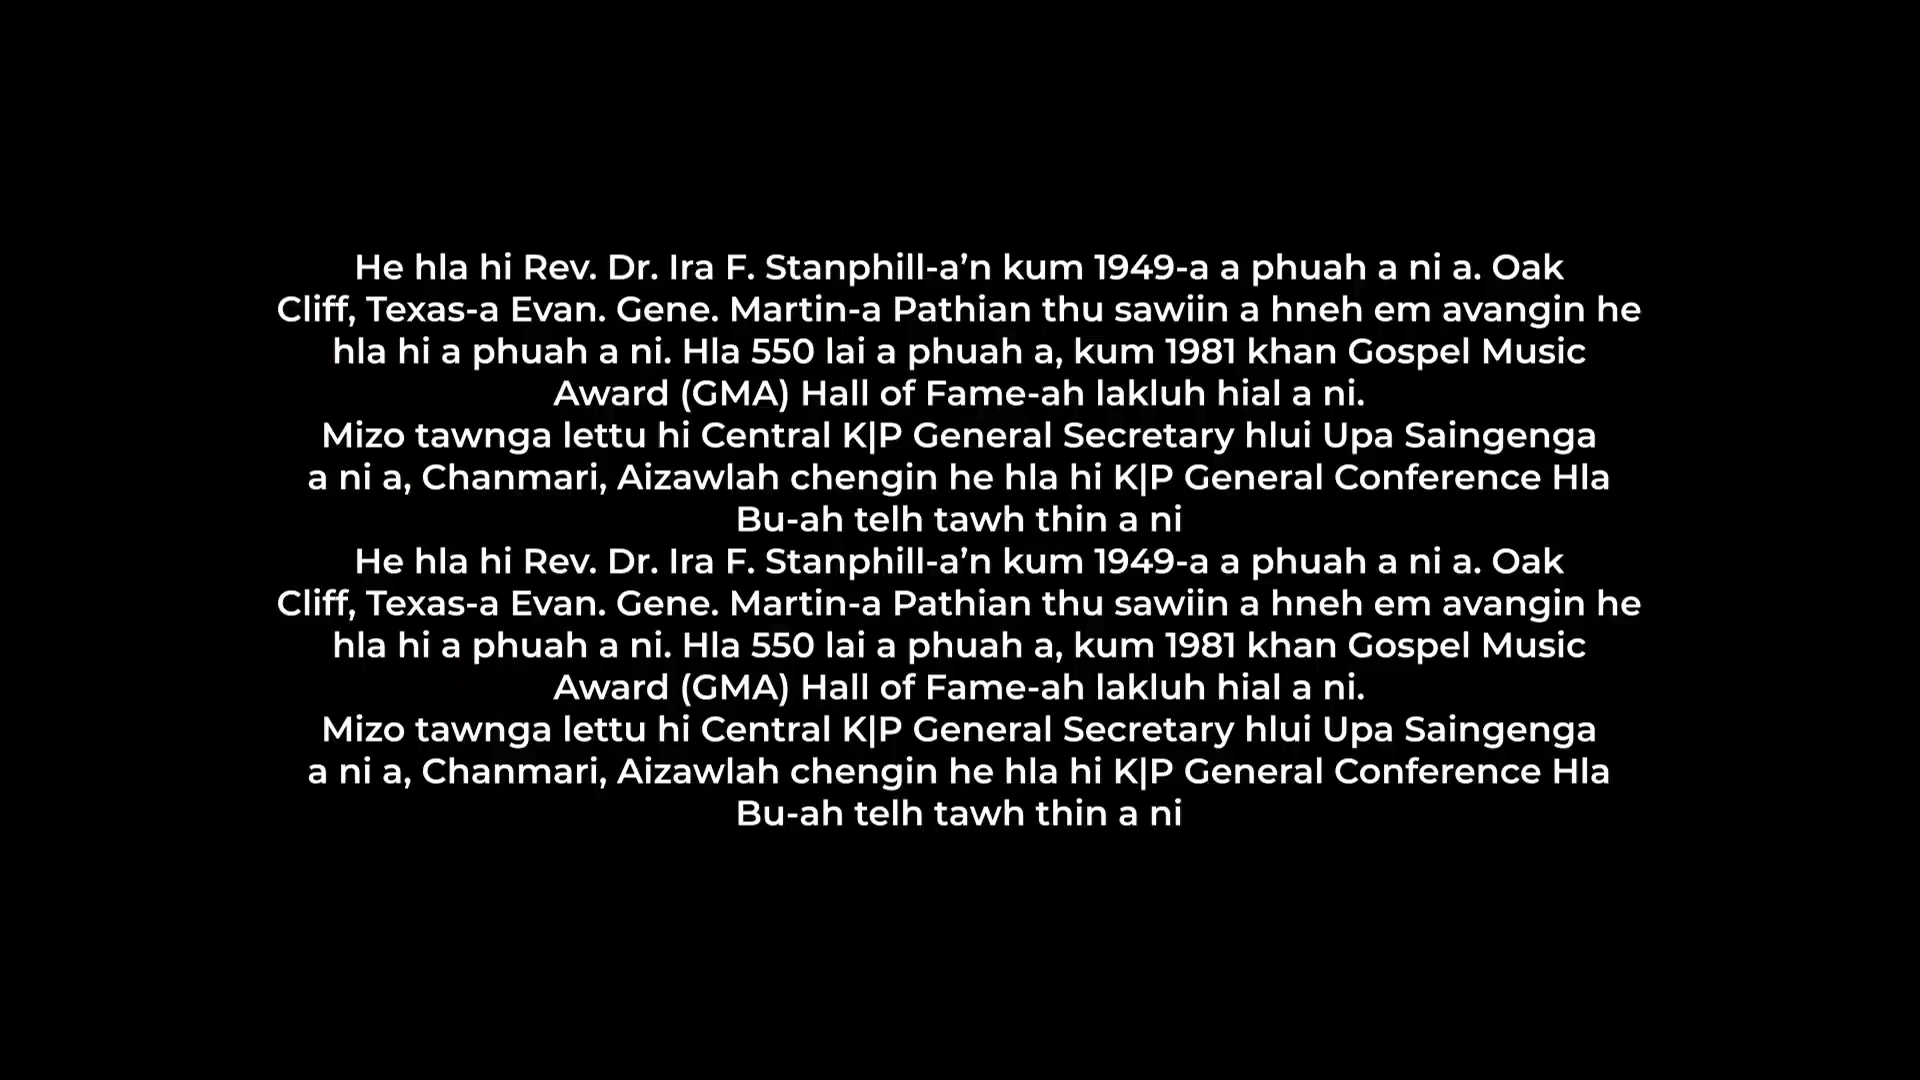 He hla hi Rev. Dr. Ira F. Stanphill-a’n kum 1949-a a phuah a ni a. Oak
Cliff, Texas-a Evan. Gene. Martin-a Pathian thu sawiin a hneh em avangin he
hla hi a phuah a ni. Hla 550 lai a phuah a, kum 1981 khan Gospel Music
Award (GMA) Hall of Fame-ah lakluh hial a ni.
Mizo tawnga lettu hi Central K|P General Secretary hlui Upa Saingenga
a ni a, Chanmari, Aizawlah chengin he hla hi K|P General Conference Hla
Bu-ah telh tawh thin a ni
He hla hi Rev. Dr. Ira F. Stanphill-a’n kum 1949-a a phuah a ni a. Oak
Cliff, Texas-a Evan. Gene. Martin-a Pathian thu sawiin a hneh em avangin he
hla hi a phuah a ni. Hla 550 lai a phuah a, kum 1981 khan Gospel Music
Award (GMA) Hall of Fame-ah lakluh hial a ni.
Mizo tawnga lettu hi Central K|P General Secretary hlui Upa Saingenga
a ni a, Chanmari, Aizawlah chengin he hla hi K|P General Conference Hla
Bu-ah telh tawh thin a ni